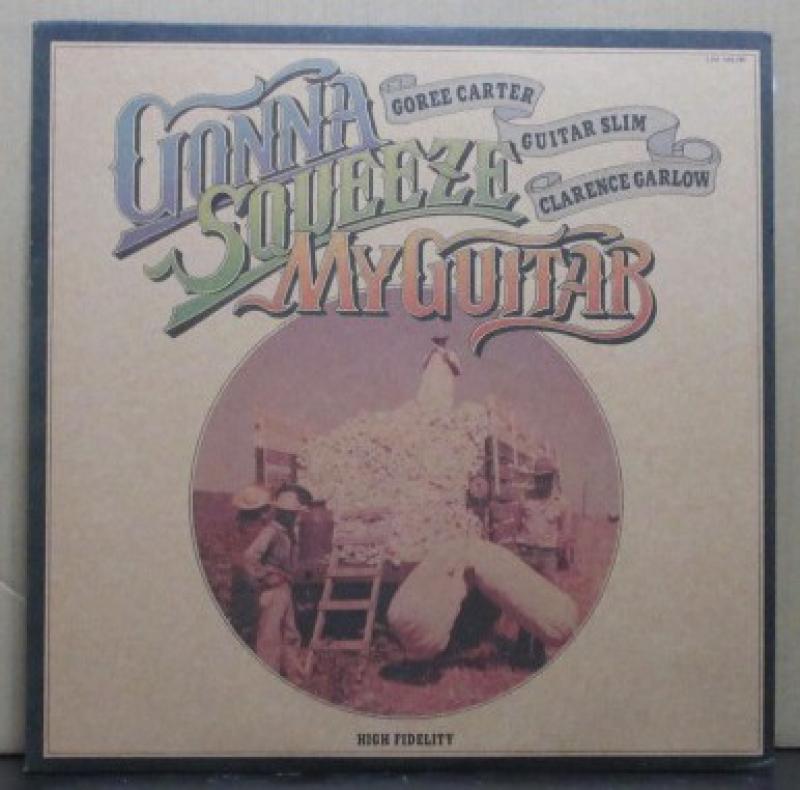 GONNA
SQUEEZE
MY GUITAR
GOREE CARTER
GUITAR SLIM
CLARENCE GARLOW
HIGH FIDELITY